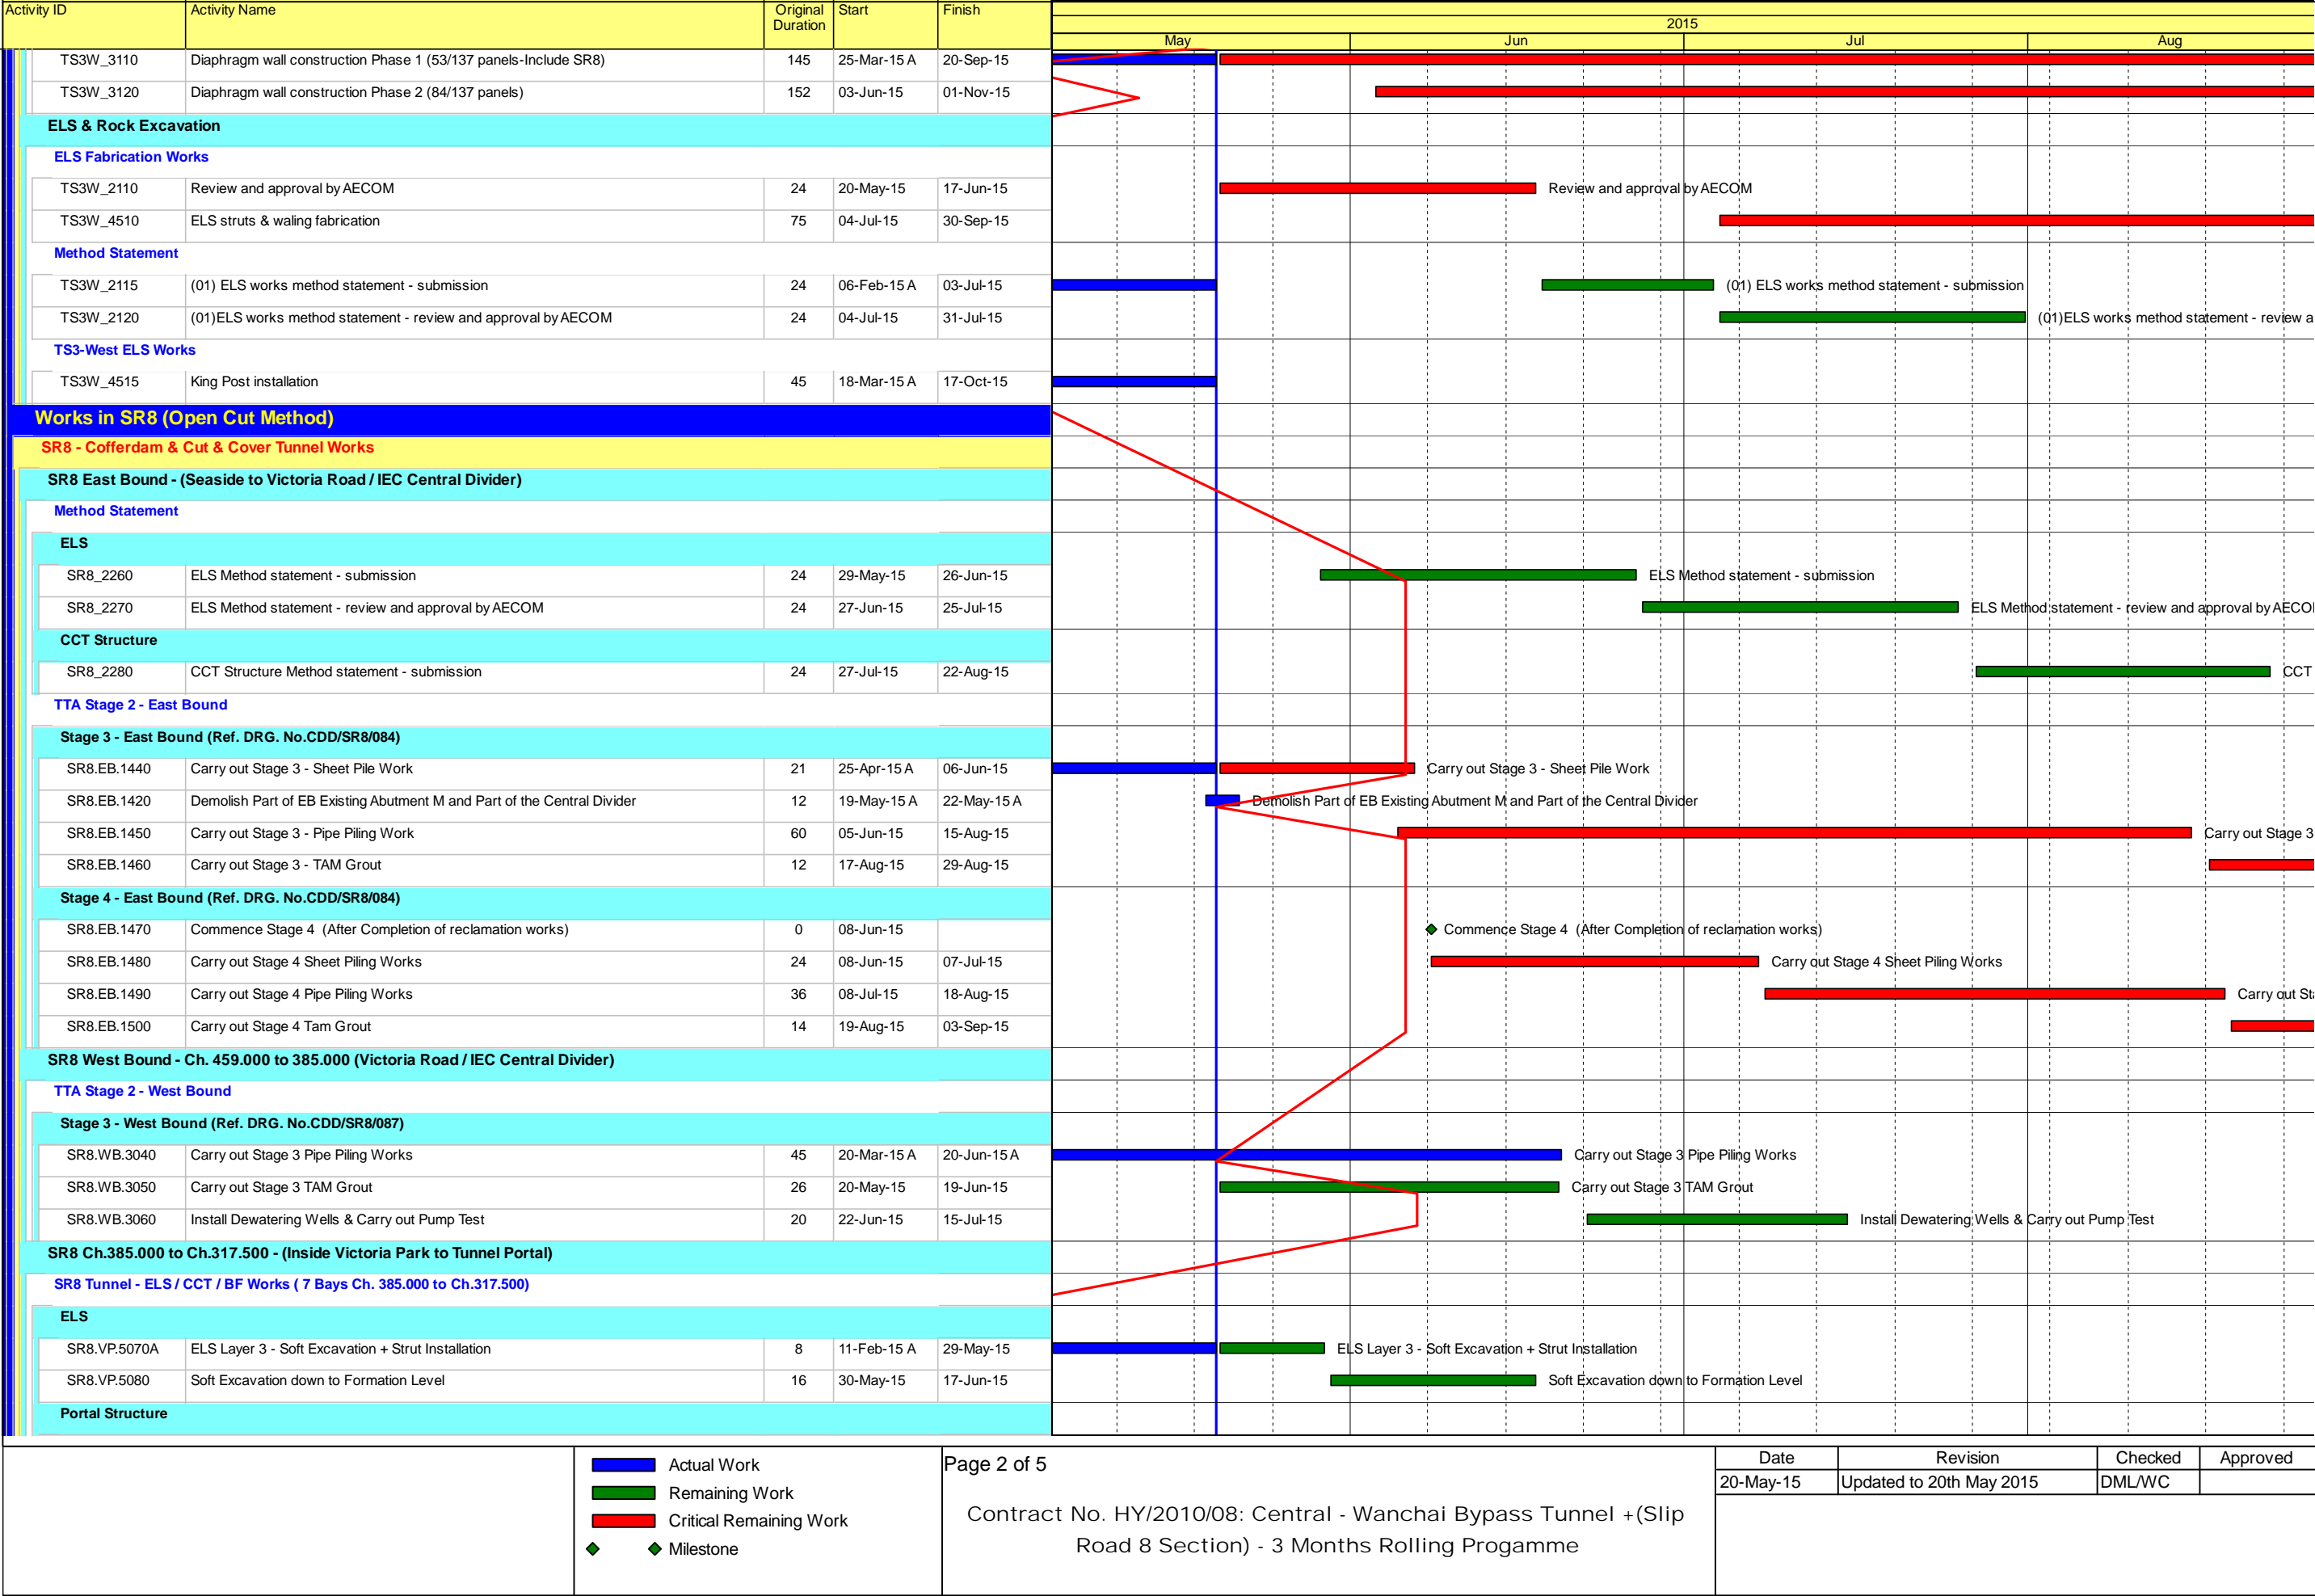 Activity ID Activity Name Original Duration Start Finish
2015
May Jun Jul Aug
TS3W_3110 Diaphragm wall construction Phase 1 (53/137 panels-Include SR8) 145 25-Mar-15 A 20-Sep-15
TS3W_3120 Diaphragm wall construction Phase 2 (84/137 panels) 152 03-Jun-15 01-Nov-15
ELS & Rock Excavation
ELS Fabrication Works
TS3W_2110 Review and approval by AECOM 24 20-May-15 17-Jun-15 Review and approval by AECOM
TS3W_4510 ELS struts & waling fabrication 75 04-Jul-15 30-Sep-15
Method Statement
TS3W_2115 (01) ELS works method statement - submission 24 06-Feb-15 A 03-Jul-15 (01) ELS works method statement - submission
TS3W_2120 (01)ELS works method statement - review and approval by AECOM 24 04-Jul-15 31-Jul-15 (01)ELS works method statement - review a
TS3-West ELS Works
TS3W_4515 King Post installation 45 18-Mar-15 A 17-Oct-15
Works in SR8 (Open Cut Method)
SR8 - Cofferdam & Cut & Cover Tunnel Works
SR8 East Bound - (Seaside to Victoria Road / IEC Central Divider)
Method Statement
ELS
SR8_2260 ELS Method statement - submission 24 29-May-15 26-Jun-15 ELS Method statement - submission
SR8_2270 ELS Method statement - review and approval by AECOM 24 27-Jun-15 25-Jul-15 ELS Method statement - review and approval by AECO
CCT Structure
SR8_2280 CCT Structure Method statement - submission 24 27-Jul-15 22-Aug-15 CCT
TTA Stage 2 - East Bound
Stage 3 - East Bound (Ref. DRG. No.CDD/SR8/084)
SR8.EB.1440 Carry out Stage 3 - Sheet Pile Work 21 25-Apr-15 A 06-Jun-15 Carry out Stage 3 - Sheet Pile Work
SR8.EB.1420 Demolish Part of EB Existing Abutment M and Part of the Central Divider 12 19-May-15 A 22-May-15 A Demolish Part of EB Existing Abutment M and Part of the Central Divider
SR8.EB.1450 Carry out Stage 3 - Pipe Piling Work 60 05-Jun-15 15-Aug-15 Carry out Stage 3
SR8.EB.1460 Carry out Stage 3 - TAM Grout 12 17-Aug-15 29-Aug-15
Stage 4 - East Bound (Ref. DRG. No.CDD/SR8/084)
SR8.EB.1470 Commence Stage 4 (After Completion of reclamation works) 0 08-Jun-15 Commence Stage 4 (After Completion of reclamation works)
SR8.EB.1480 Carry out Stage 4 Sheet Piling Works 24 08-Jun-15 07-Jul-15 Carry out Stage 4 Sheet Piling Works
SR8.EB.1490 Carry out Stage 4 Pipe Piling Works 36 08-Jul-15 18-Aug-15 Carry out Sta
SR8.EB.1500 Carry out Stage 4 Tam Grout 14 19-Aug-15 03-Sep-15
SR8 West Bound - Ch. 459.000 to 385.000 (Victoria Road / IEC Central Divider)
TTA Stage 2 - West Bound
Stage 3 - West Bound (Ref. DRG. No.CDD/SR8/087)
SR8.WB.3040 Carry out Stage 3 Pipe Piling Works 45 20-Mar-15 A 20-Jun-15 A Carry out Stage 3 Pipe Piling Works
SR8.WB.3050 Carry out Stage 3 TAM Grout 26 20-May-15 19-Jun-15 Carry out Stage 3 TAM Grout
SR8.WB.3060 Install Dewatering Wells & Carry out Pump Test 20 22-Jun-15 15-Jul-15 Install Dewatering Wells & Carry out Pump Test
SR8 Ch.385.000 to Ch.317.500 - (Inside Victoria Park to Tunnel Portal)
SR8 Tunnel - ELS / CCT / BF Works ( 7 Bays Ch. 385.000 to Ch.317.500)
ELS
SR8.VP.5070A ELS Layer 3 - Soft Excavation + Strut Installation 8 11-Feb-15 A 29-May-15 ELS Layer 3 - Soft Excavation + Strut Installation
SR8.VP.5080 Soft Excavation down to Formation Level 16 30-May-15 17-Jun-15 Soft Excavation down to Formation Level
Portal Structure
Actual Work
Remaining Work
Critical Remaining Work
Milestone
Page 2 of 5
Contract No. HY/2010/08: Central - Wanchai Bypass Tunnel +(Slip
Road 8 Section) - 3 Months Rolling Progamme
Date Revision Checked Approved
20-May-15 Updated to 20th May 2015 DML/WC